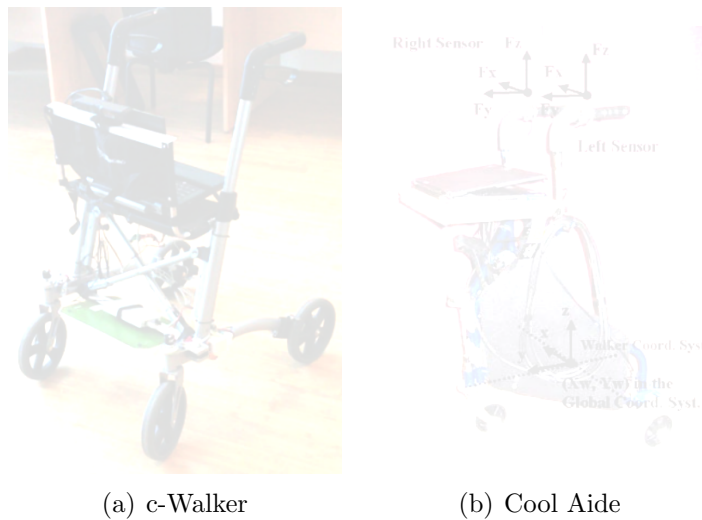 Right Sensor
Fz
Fz
Fx
Fx
Fy
Fy
Left Sensor
z
x
y
Walker Coord. Sys
(Xw, Yw) in the
Global Coord. Syst.
(a) c-Walker
(b) Cool Aide